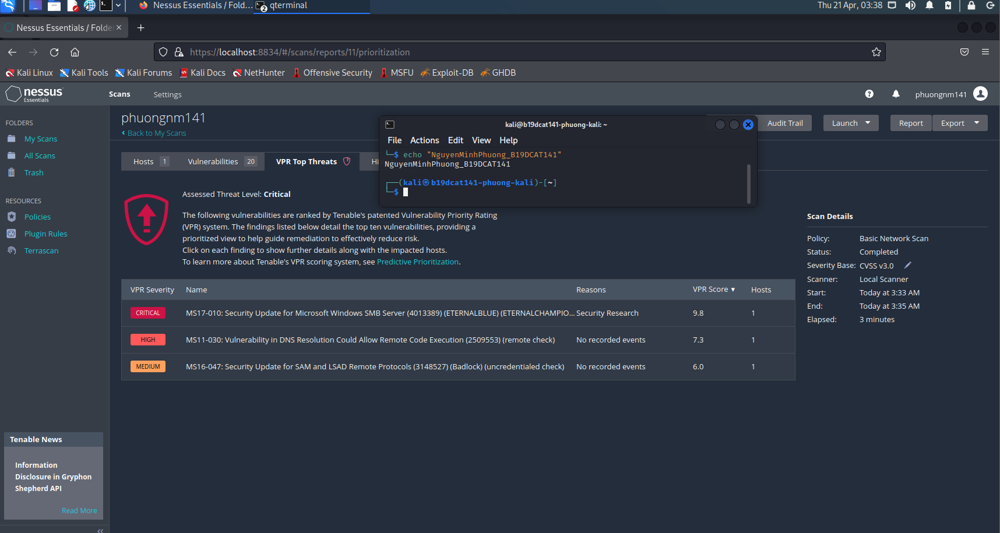 Nessus Essentials / Fold...
2
qterminal
Thu 21 Apr, 03:38
Nessus Essentials / Folde
https://localhost:8834/#/scans/reports/11/prioritization
Kali Linux
Kali Tools
Kali Forums
Kali Docs
NetHunter
Offensive Security
MSFU
Exploit-DB
GHDB
nessus
Essentials
Scans
Settings
phuongnm141
FOLDERS
My Scans
All Scans
Trash
RESOURCES
Policies
Plugin Rules
Terrascan
Tenable News
Information
Disclosure in Gryphon
Shepherd API
Read More
phuongnm141
Back to My Scans
Audit Trail
Launch
Report
Export
Hosts 1
Vulnerabilities 20
VPR Top Threats
Hi
kali@b19dcat141-phuong-kali: ~
File Actions Edit View Help
└─$ echo "NguyenMinhPhuong_B19DCAT141"
NguyenMinhPhuong_B19DCAT141
┌──(kali㉿b19dcat141-phuong-kali)-[~]
└─$
Assessed Threat Level: Critical
The following vulnerabilities are ranked by Tenable's patented Vulnerability Priority Rating
(VPR) system. The findings listed below detail the top ten vulnerabilities, providing a
prioritized view to help guide remediation to effectively reduce risk.
Click on each finding to show further details along with the impacted hosts.
To learn more about Tenable's VPR scoring system, see Predictive Prioritization.
VPR Severity Name Reasons VPR Score ▼ Hosts
CRITICAL MS17-010: Security Update for Microsoft Windows SMB Server (4013389) (ETERNALBLUE) (ETERNALCHAMPIO... Security Research 9.8 1
HIGH MS11-030: Vulnerability in DNS Resolution Could Allow Remote Code Execution (2509553) (remote check) No recorded events 7.3 1
MEDIUM MS16-047: Security Update for SAM and LSAD Remote Protocols (3148527) (Badlock) (uncredentialed check) No recorded events 6.0 1
Scan Details
Policy: Basic Network Scan
Status: Completed
Severity Base: CVSS v3.0
Scanner: Local Scanner
Start: Today at 3:33 AM
End: Today at 3:35 AM
Elapsed: 3 minutes